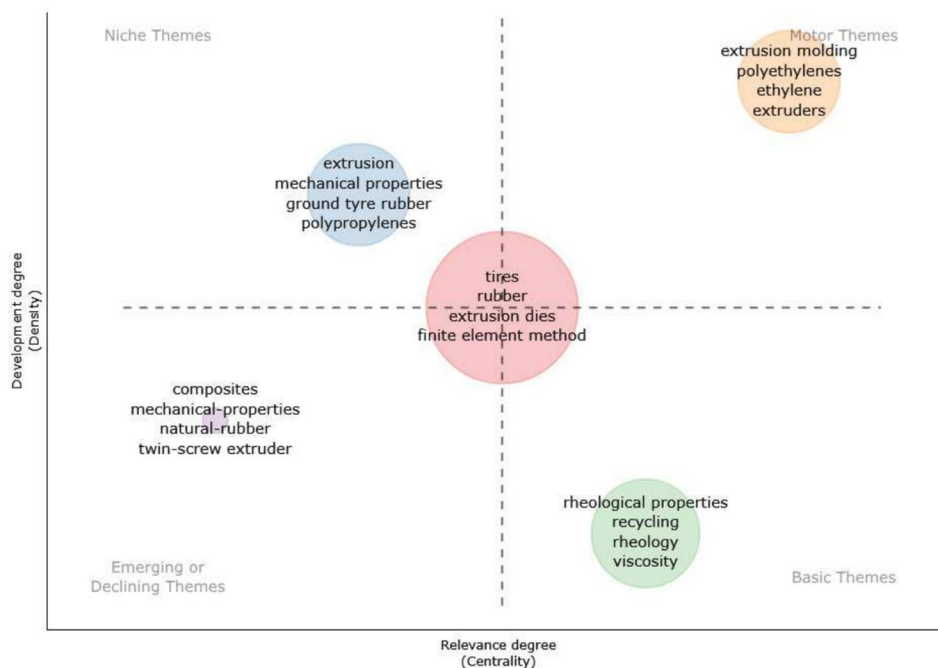 Niche Themes
Motor Themes
extrusion molding
polyethylenes
ethylene
extruders
extrusion
mechanical properties
ground tyre rubber
polypropylenes
tires
rubber
extrusion dies
finite element method
Development degree
(Density)
composites
mechanical-properties
natural-rubber
twin-screw extruder
rheological properties
recycling
rheology
viscosity
Emerging or
Declining Themes
Basic Themes
Relevance degree
(Centrality)